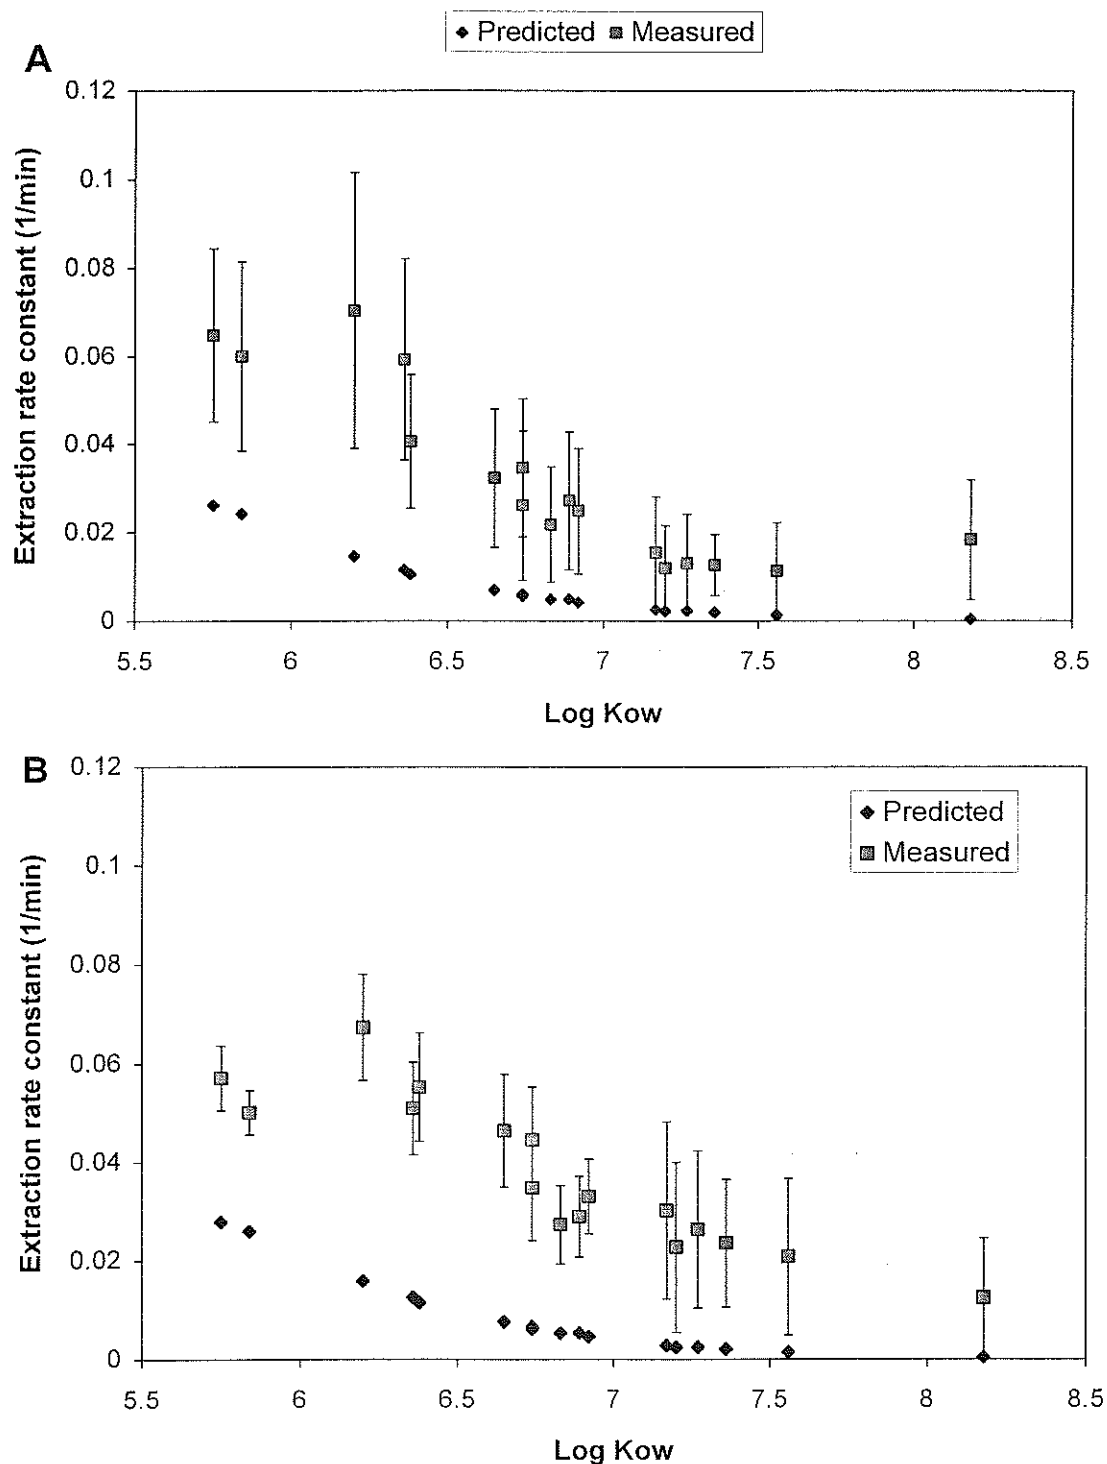 Predicted Measured
A
Extraction rate constant (1/min)
0.12
0.1
0.08
0.06
0.04
0.02
0
5.5 6 6.5 7 7.5 8 8.5
Log Kow
B
Extraction rate constant (1/min)
0.12
0.1
0.08
0.06
0.04
0.02
0
Predicted
Measured
5.5 6 6.5 7 7.5 8 8.5
Log Kow